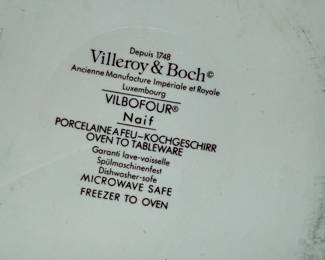 Depuis 1748
Villeroy & Boch©
Ancienne Manufacture Impériale et Royale
Luxembourg
VILBOFOUR®
Naif
PORCELAINE A FEU–KOCHGESCHIRR
OVEN TO TABLEWARE
Garanti lave-vaisselle
Spülmaschinenfest
Dishwasher-safe
MICROWAVE SAFE
FREEZER TO OVEN